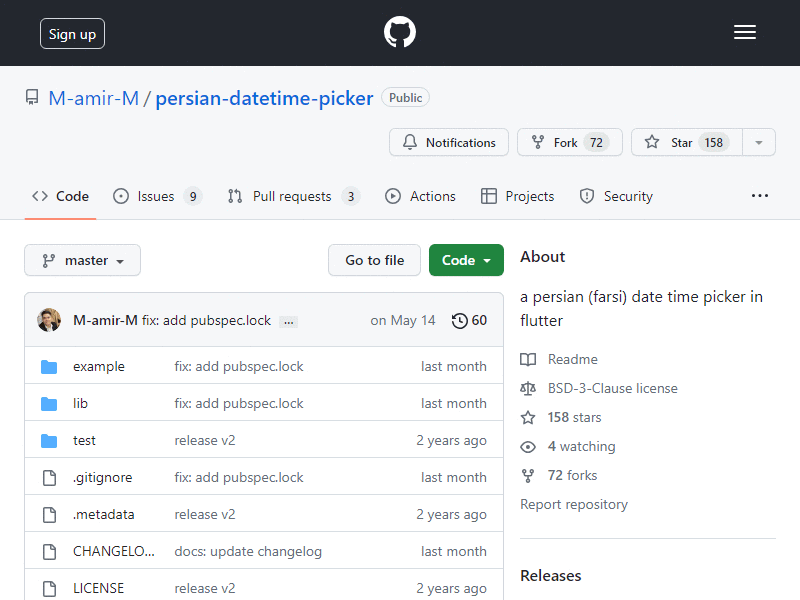 Sign up
M-amir-M / persian-datetime-picker Public
Notifications Fork 72 Star 158
Code Issues 9 Pull requests 3 Actions Projects Security ...
master Go to file Code
M-amir-M fix: add pubspec.lock ... on May 14 60
example fix: add pubspec.lock last month
lib fix: add pubspec.lock last month
test release v2 2 years ago
.gitignore fix: add pubspec.lock last month
.metadata release v2 2 years ago
CHANGELO... docs: update changelog last month
LICENSE release v2 2 years ago
About
a persian (farsi) date time picker in
flutter
Readme
BSD-3-Clause license
158 stars
4 watching
72 forks
Report repository
Releases